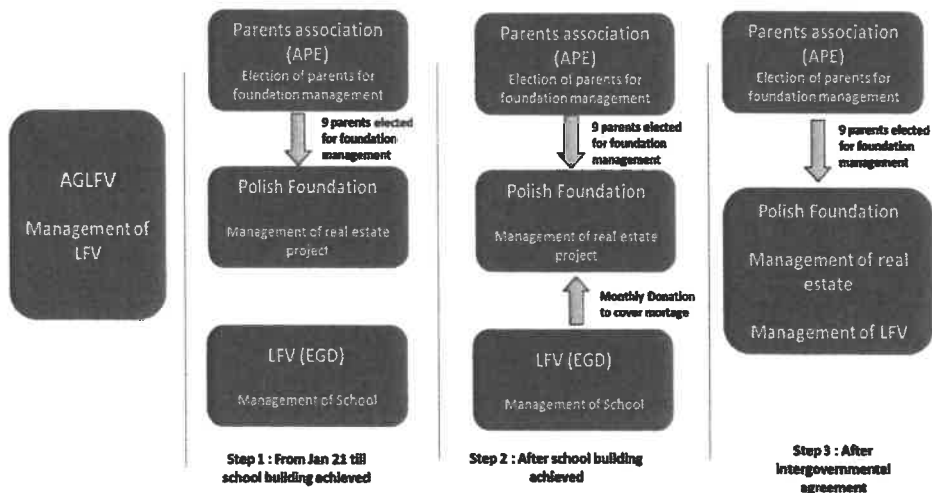 AGLFV
Management of
LFV
Parents association
(APE)
Election of parents for
foundation management
9 parents elected
for foundation
management
Polish Foundation
Management of real estate
project
LFV (EGD)
Management of School
Step 1 : From Jan 21 till
school building achieved
Parents association
(APE)
Election of parents for
foundation management
9 parents elected
for foundation
management
Polish Foundation
Management of real estate
project
Monthly Donation
to cover mortage
LFV (EGD)
Management of School
Step 2 : After school building
achieved
Parents association
(APE)
Election of parents for
foundation management
9 parents elected
for foundation
management
Polish Foundation
Management of real
estate
Management of LFV
Step 3 : After
intergovernmental
agreement